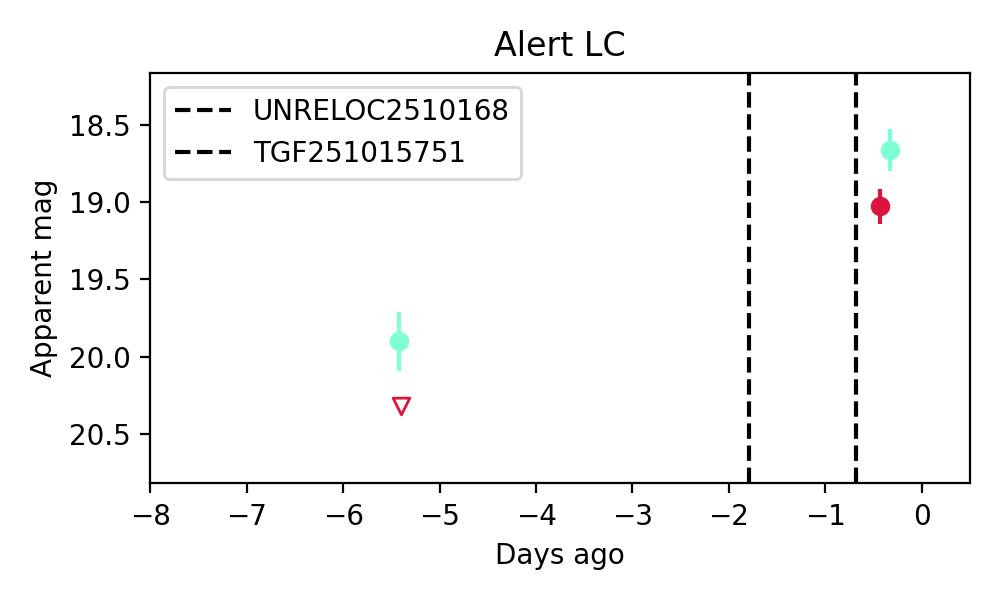 Alert LC
UNRELOC2510168
TGF251015751
Apparent mag
18.5
19.0
19.5
20.0
20.5
−8 −7 −6 −5 −4 −3 −2 −1 0
Days ago